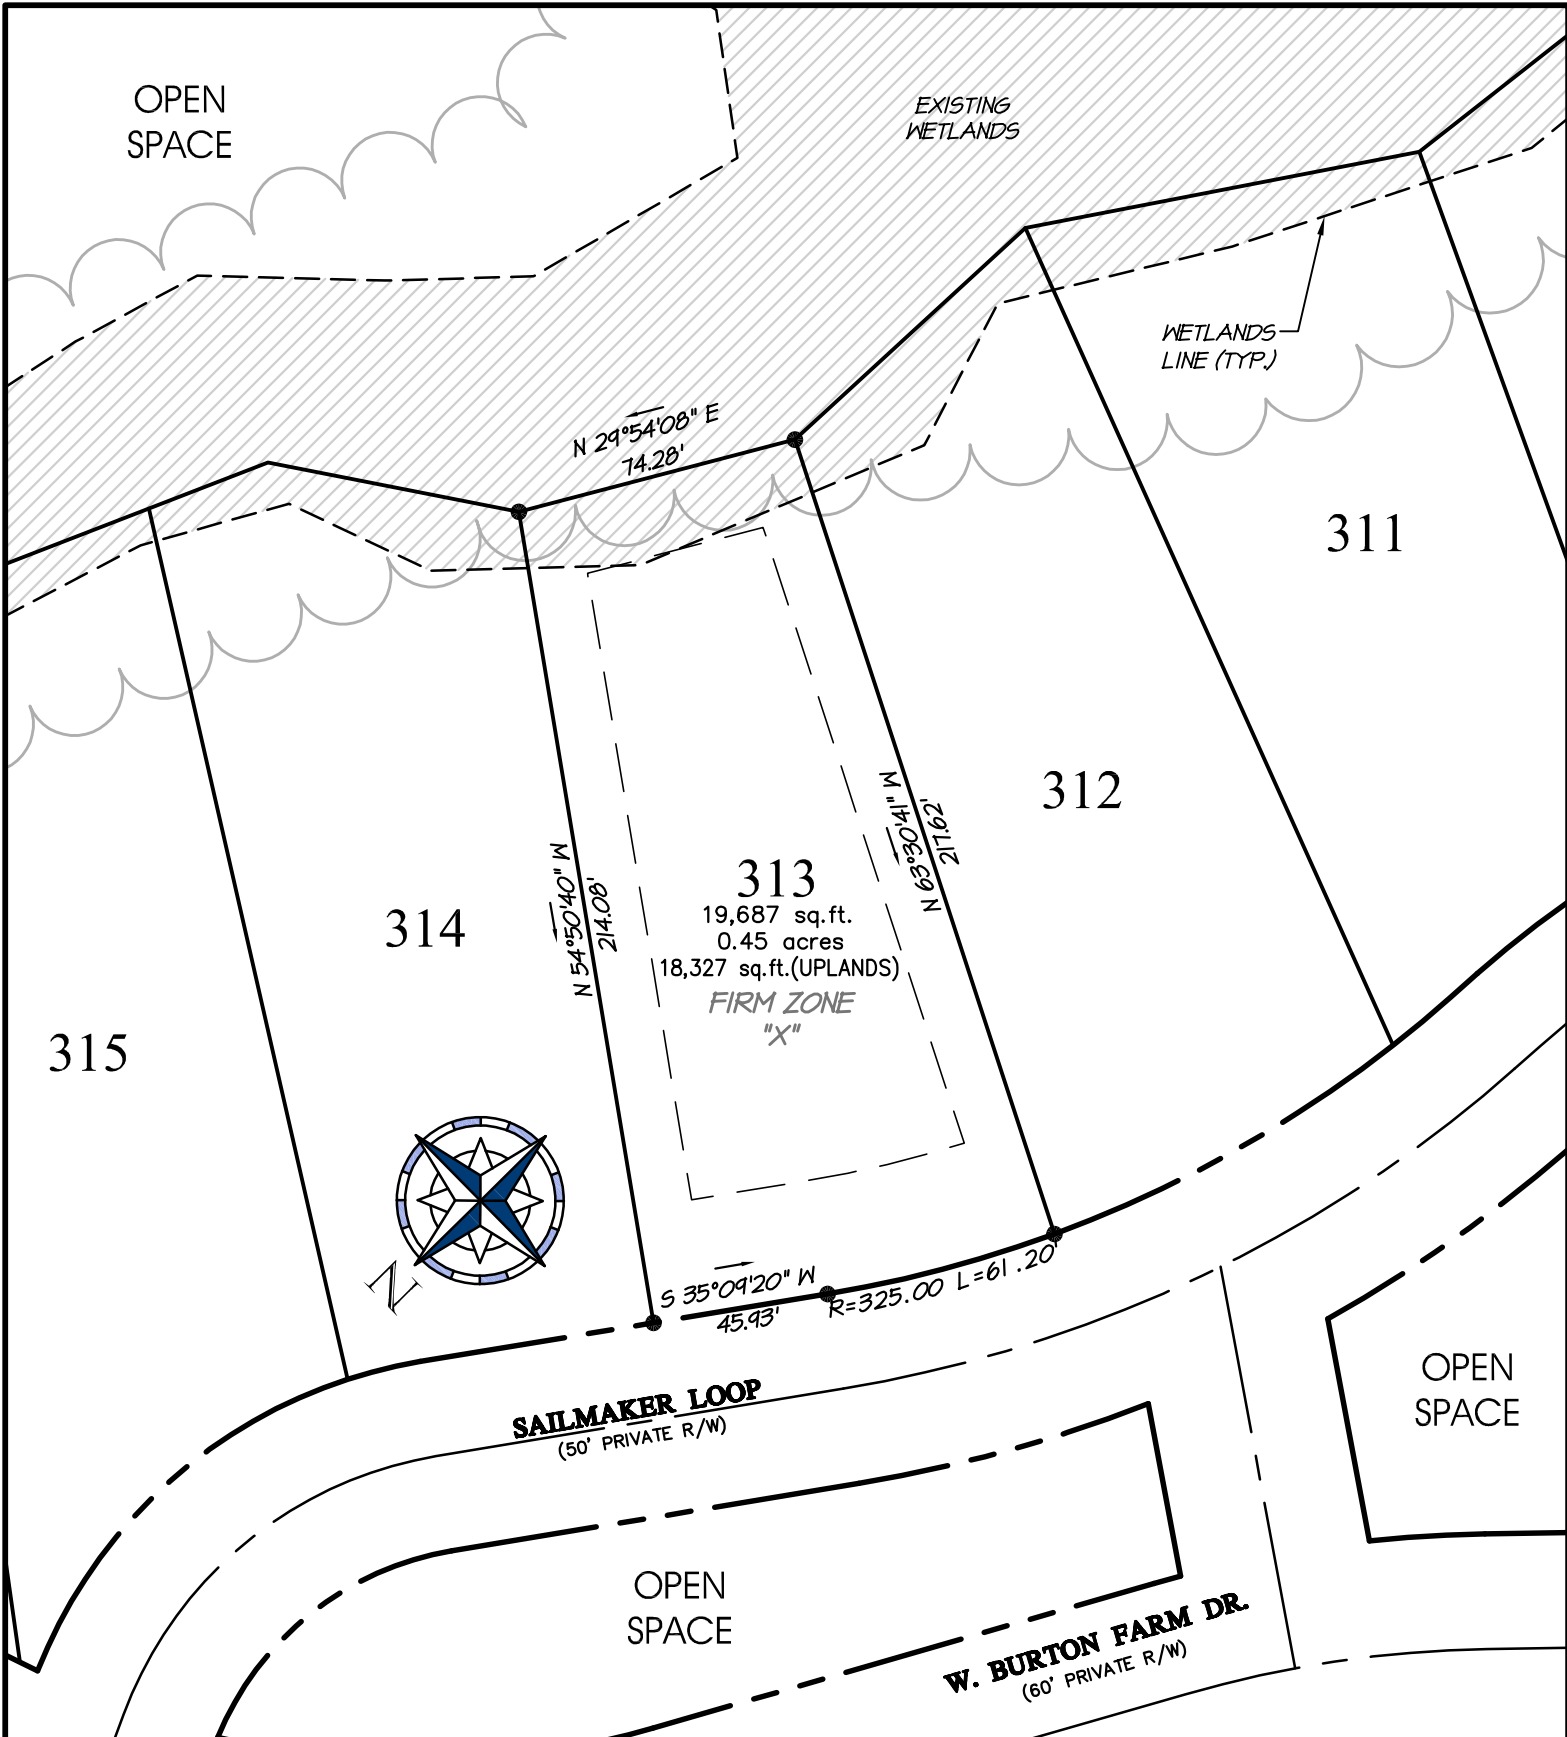 OPEN
SPACE
EXISTING
WETLANDS
WETLANDS
LINE (TYP.)
N 29°54'08" E
74.28'
311
312
N 63°30'41" W
217.62'
313
19,687 sq.ft.
0.45 acres
18,327 sq.ft.(UPLANDS)
FIRM ZONE
"X"
N 54°50'40" W
214.08'
314
315
N
S 35°09'20" W
45.93'
R=325.00 L=61.20'
SAILMAKER LOOP
(50' PRIVATE R/W)
OPEN
SPACE
OPEN
SPACE
W. BURTON FARM DR.
(60' PRIVATE R/W)